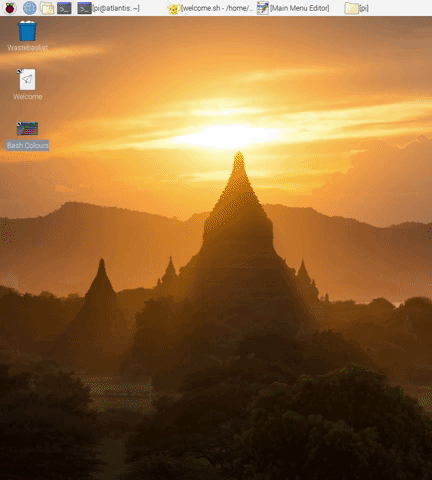 [pi@atlantis: ~]
[welcome.sh - /home/...
[Main Menu Editor]
[pi]
Wastebasket
Welcome
Bash Colours